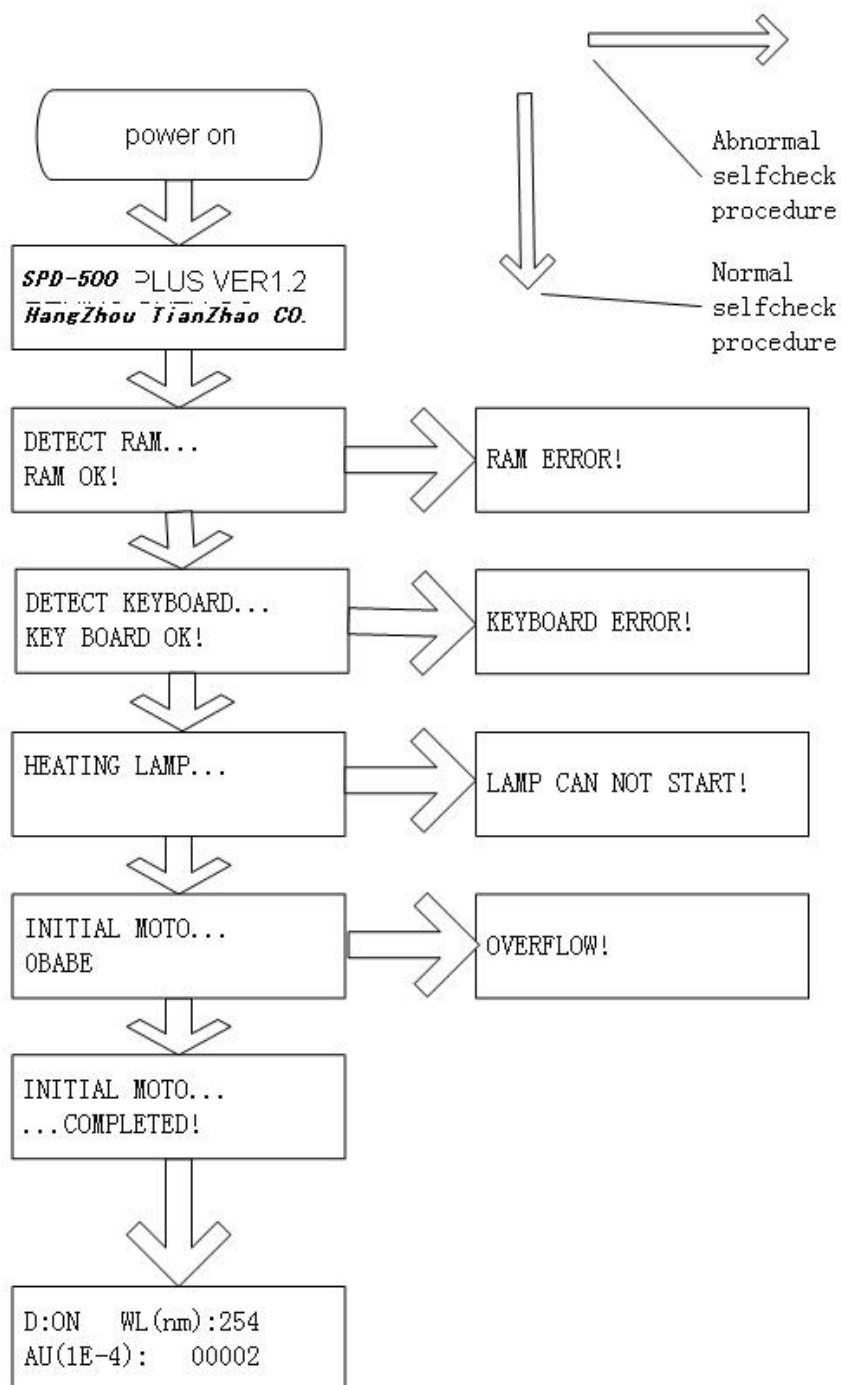 power on
Abnormal
selfcheck
procedure
SPD-500 PLUS VER1.2
HangZhou TianZhao CO.
Normal
selfcheck
procedure
DETECT RAM...
RAM OK!
RAM ERROR!
DETECT KEYBOARD...
KEY BOARD OK!
KEYBOARD ERROR!
HEATING LAMP...
LAMP CAN NOT START!
INITIAL MOTO...
0BABE
OVERFLOW!
INITIAL MOTO...
...COMPLETED!
D:ON WL(nm):254
AU(1E-4): 00002